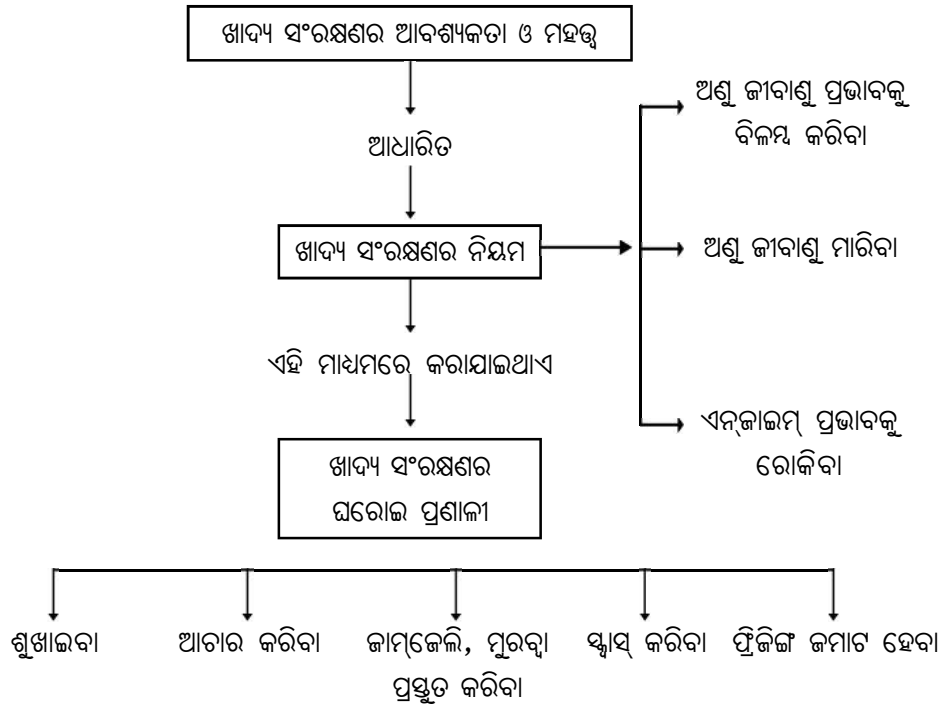 ଖାଦ୍ୟ ସଂରକ୍ଷଣର ଆବଶ୍ୟକତା ଓ ମହତ୍ତ୍ୱ
ଆଧାରିତ
ଖାଦ୍ୟ ସଂରକ୍ଷଣର ନିୟମ
ଅଣୁ ଜୀବାଣୁ ପ୍ରଭାବକୁ
ବିଳମ୍ବ କରିବା
ଅଣୁ ଜୀବାଣୁ ମାରିବା
ଏନ୍‌ଜାଇମ୍ ପ୍ରଭାବକୁ
ରୋକିବା
ଏହି ମାଧ୍ୟମରେ କରାଯାଇଥାଏ
ଖାଦ୍ୟ ସଂରକ୍ଷଣର
ଘରୋଇ ପ୍ରଣାଳୀ
ଶୁଖାଇବା
ଆଚାର କରିବା
ଜାମ୍‌ଜେଲି, ମୁରବ୍ବା
ପ୍ରସ୍ତୁତ କରିବା
ସ୍କ୍ୱାସ୍ କରିବା
ଫ୍ରିଜିଙ୍ଗ ଜମାଟ ହେବା